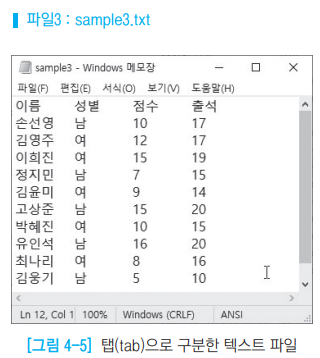 파일3 : sample3.txt
sample3 - Windows 메모장
파일(F) 편집(E) 서식(O) 보기(V) 도움말(H)
이름 성별 점수 출석
손선영 남 10 17
김영주 여 12 17
이희진 여 15 19
정지민 남 7 15
김윤미 여 9 14
고상준 남 15 20
박혜진 여 10 15
유인석 남 16 20
최나리 여 8 16
김웅기 남 5 10
Ln 12, Col 1 100% Windows (CRLF) ANSI
[그림 4-5] 탭(tab)으로 구분한 텍스트 파일